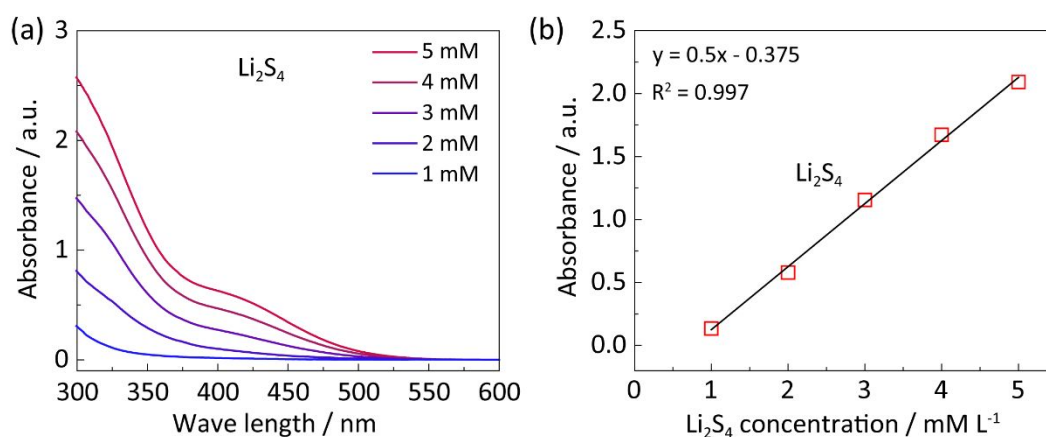 (a)
Li₂S₄
5 mM
4 mM
3 mM
2 mM
1 mM
Absorbance / a.u.
3
2
1
0
300
350
400
450
500
550
600
Wave length / nm
(b)
y = 0.5x - 0.375
R² = 0.997
Li₂S₄
Absorbance / a.u.
2.5
2.0
1.5
1.0
0.5
0.0
0
1
2
3
4
5
Li₂S₄ concentration / mM L⁻¹